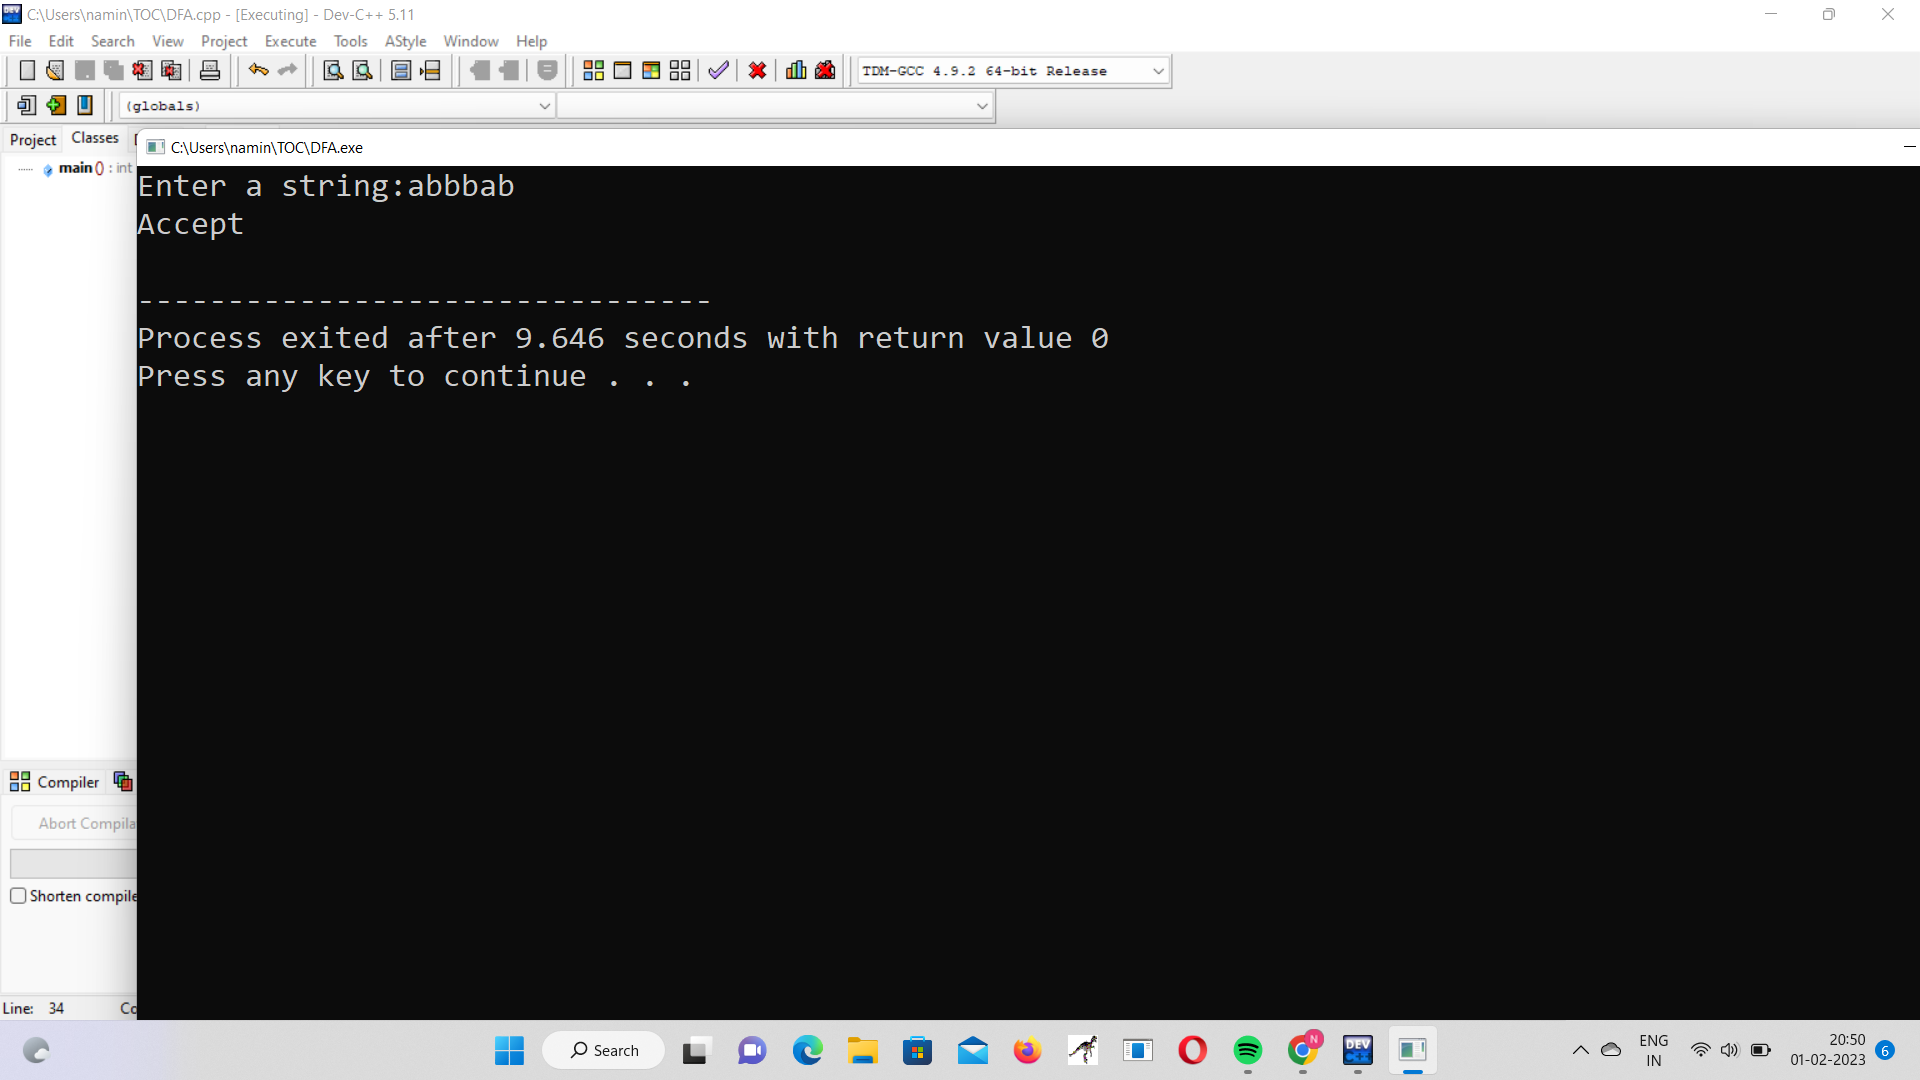 C:\Users\namin\TOC\DFA.cpp - [Executing] - Dev-C++ 5.11
File Edit Search View Project Execute Tools AStyle Window Help
TDM-GCC 4.9.2 64-bit Release
(globals)
Project Classes
C:\Users\namin\TOC\DFA.exe
main () : int
Enter a string:abbbab
Accept
--------------------------------
Process exited after 9.646 seconds with return value 0
Press any key to continue . . .
Compiler
Abort Compila
Shorten compile
Line: 34 Co
Search
N
DEV
ENG
IN
20:50
01-02-2023
6